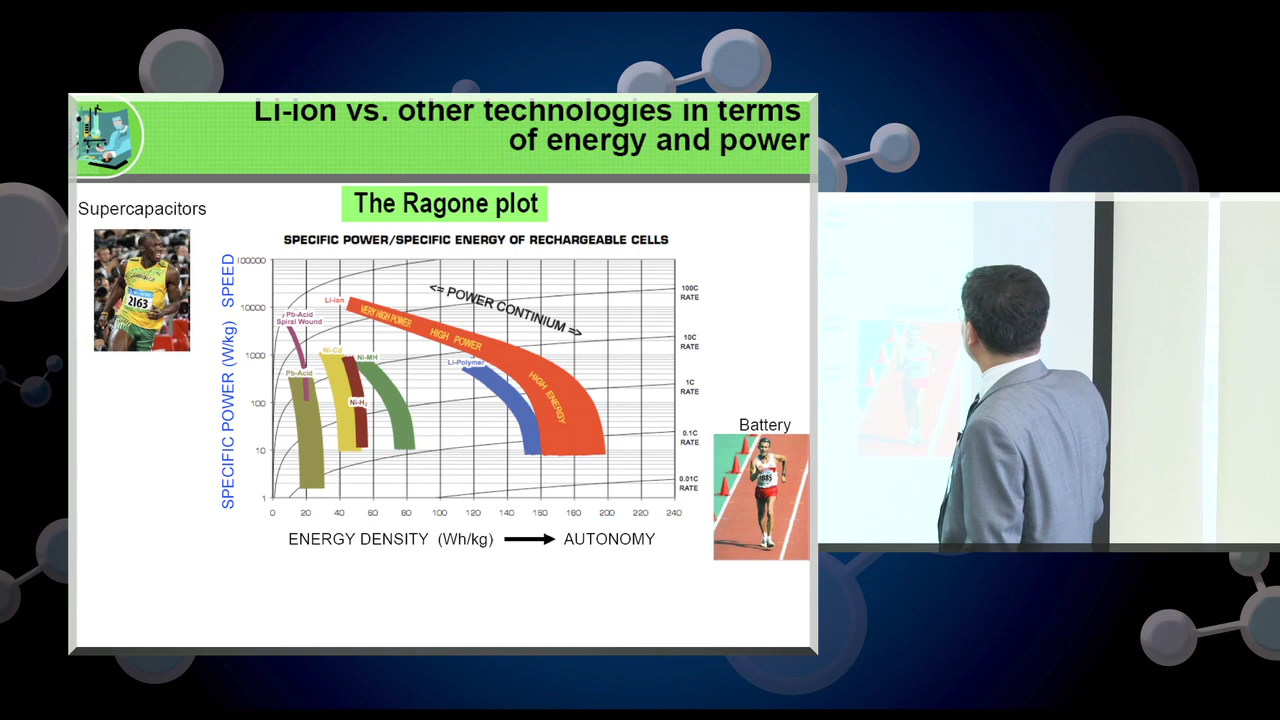 Li-ion vs. other technologies in terms
of energy and power
The Ragone plot
Supercapacitors
2163
SPECIFIC POWER/SPECIFIC ENERGY OF RECHARGEABLE CELLS
SPECIFIC POWER (W/kg) SPEED
100000
10000
1000
100
10
1
Li-ion
<= POWER CONTINIUM =>
VERY HIGH POWER
HIGH POWER
HIGH ENERGY
Pb-Acid
Spiral Wound
Ni-Cd
Ni-MH
Li-Polymer
Pb-Acid
Ni-H₂
100C
RATE
10C
RATE
1C
RATE
0.1C
RATE
0.01C
RATE
0 20 40 60 80 100 120 140 160 180 200 220 240
ENERGY DENSITY (Wh/kg) AUTONOMY
Battery